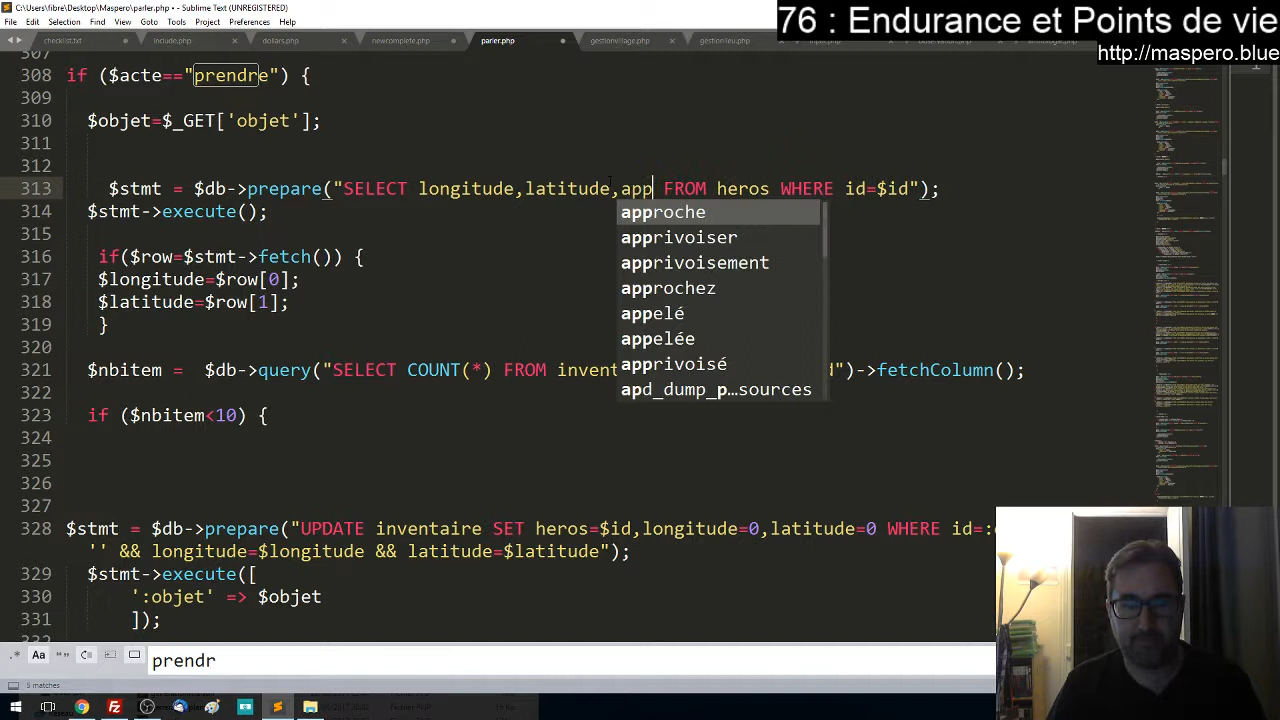 C:\Users\fibre\Desktop\Maspero\parler.php • - Sublime Text (UNREGISTERED)
76 : Endurance et Points de vie
File Edit Selection Find View Goto Tools Project Preferences Help
http://maspero.blue
checklist.txt include.php dollars.php newcomplete.php parler.php gestionvillage.php gestionlieu.php
307
308 if ($acte=="prendre") {
309
310 $objet=$_GET['objet'];
311
312
313 $stmt = $db->prepare("SELECT longitude,latitude,app FROM heros WHERE id=$id");
314 $stmt->execute();
315
316 if($row=$stmt->fetch()) {
317 $longitude=$row[0];
318 $latitude=$row[1];
319 }
320
321 $nbitem = $db->query("SELECT COUNT(*) FROM invent d")->fetchColumn();
322
323 if ($nbitem<10) {
324
325
326
327
328 $stmt = $db->prepare("UPDATE inventaire SET heros=$id,longitude=0,latitude=0 WHERE id=:
'' && longitude=$longitude && latitude=$latitude");
329 $stmt->execute([
330 ':objet' => $objet
331 ]);
332
approche
apprivoiser
apprivoisement
approchez
appelé
appelée
apprivoisé
apd_dump_p…sources
.* Aa "" prendr
5 matches